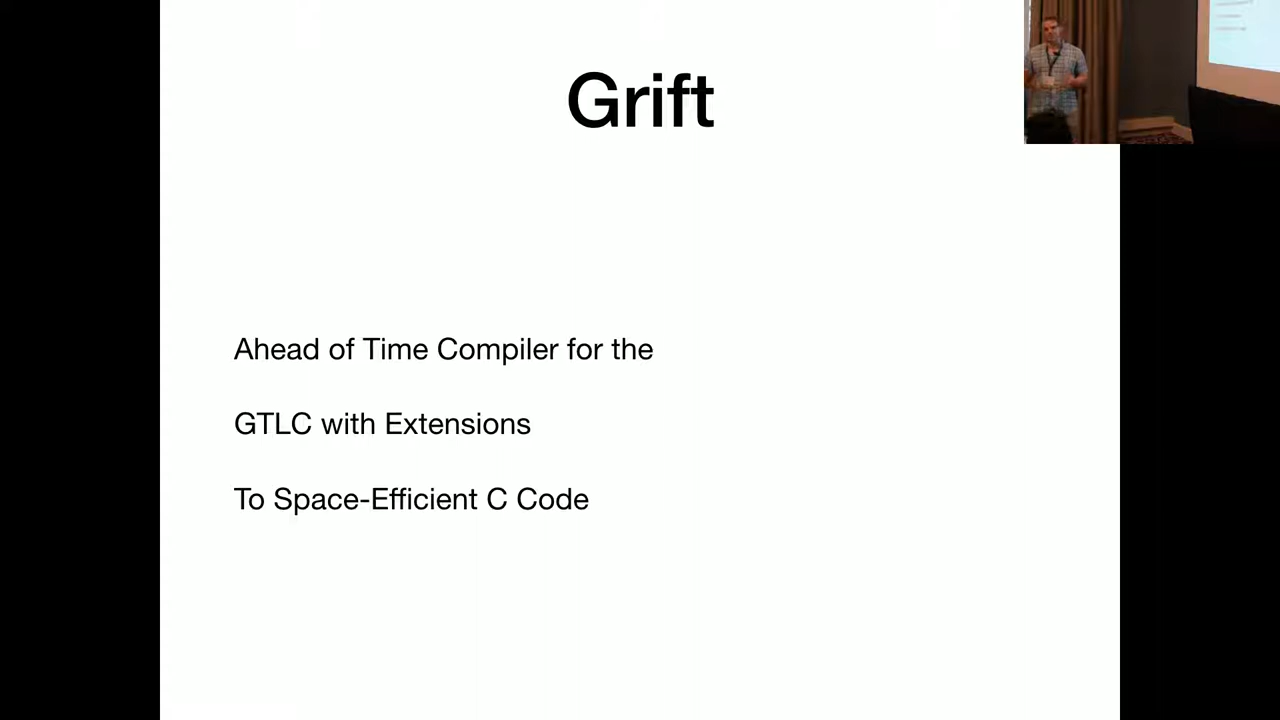 Grift
Ahead of Time Compiler for the
GTLC with Extensions
To Space-Efficient C Code